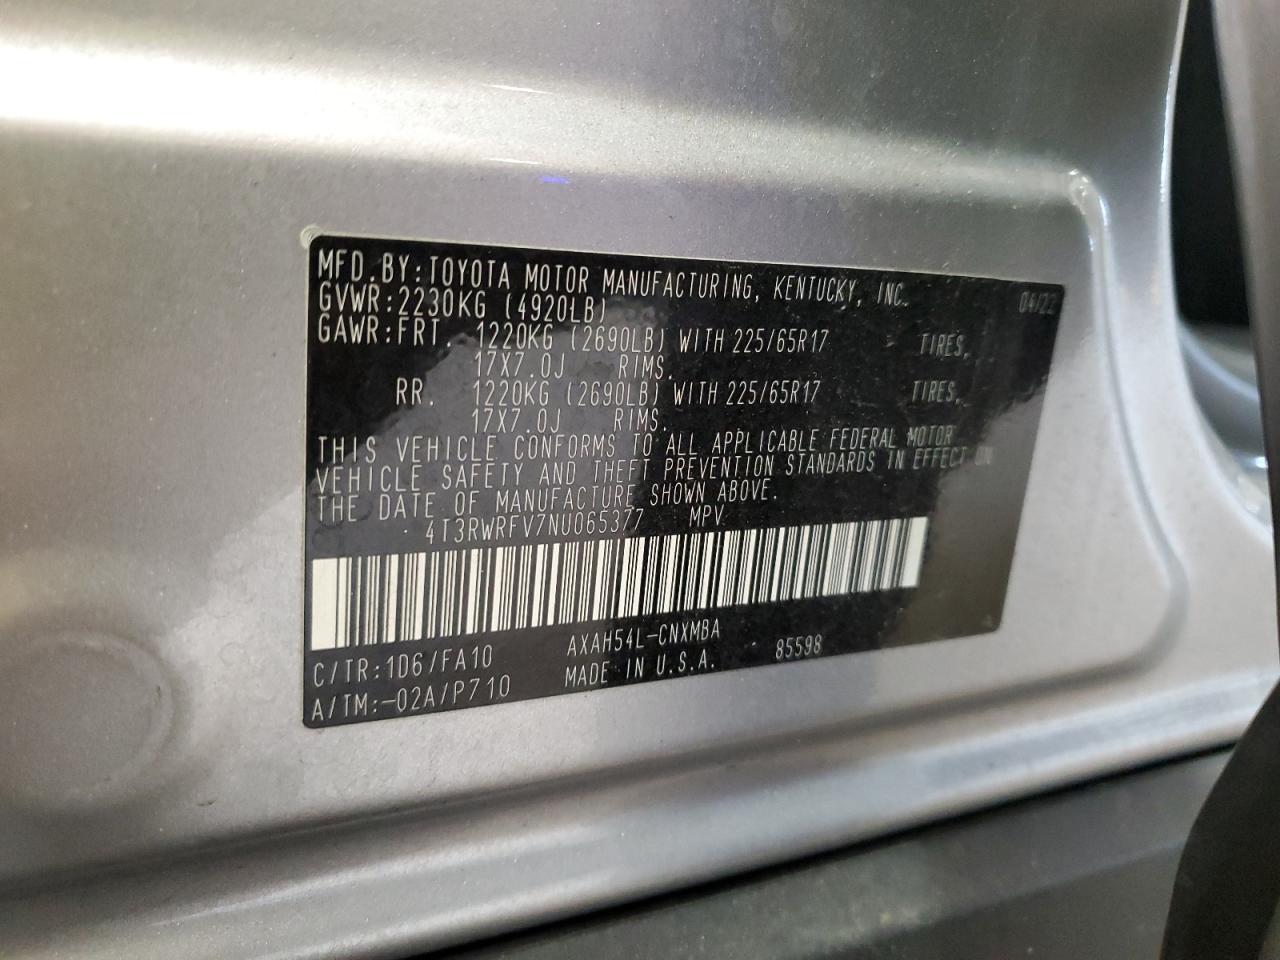 MFD.BY:TOYOTA MOTOR MANUFACTURING, KENTUCKY, INC. 04/22
GVWR:2230KG (4920LB)
GAWR:FRT. 1220KG (2690LB) WITH 225/65R17 TIRES,
17X7.0J RIMS.
RR. 1220KG (2690LB) WITH 225/65R17 TIRES,
17X7.0J RIMS.
THIS VEHICLE CONFORMS TO ALL APPLICABLE FEDERAL MOTOR
VEHICLE SAFETY AND THEFT PREVENTION STANDARDS IN EFFECT ON
THE DATE OF MANUFACTURE SHOWN ABOVE.
4T3RWRFV7NU065377 MPV
C/TR:1D6/FA10 AXAH54L-CNXMBA
A/TM:-02A/P710 MADE IN U.S.A. 85598